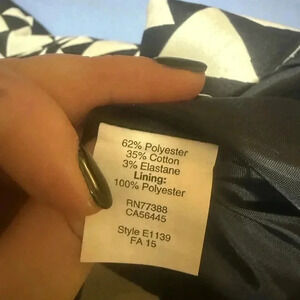 62% Polyester
35% Cotton
3% Elastane
Lining:
100% Polyester
RN77388
CA56445
Style E1139
FA 15